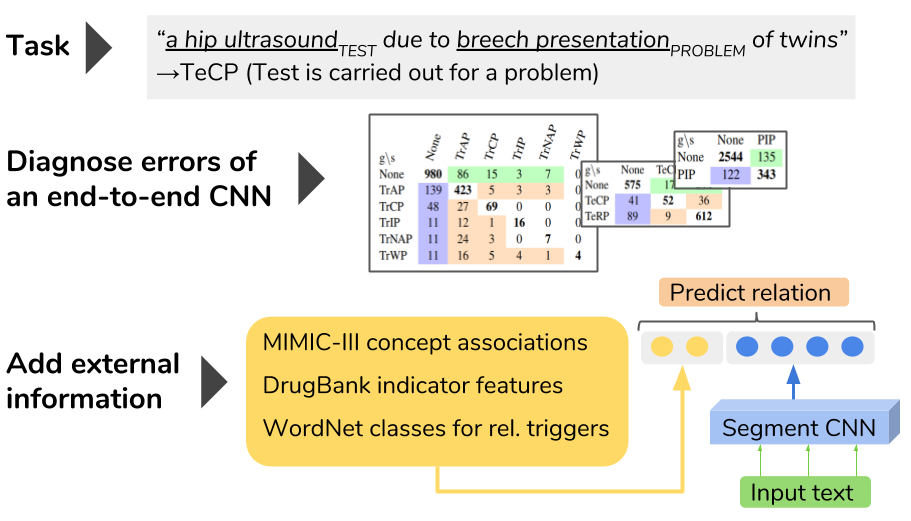 Task
“a hip ultrasound TEST due to breech presentation PROBLEM of twins”
→TeCP (Test is carried out for a problem)
Diagnose errors of
an end-to-end CNN
g\s None TrAP TrCP TrIP TrNAP TrWP
None 980 86 15 3 7 0
TrAP 139 423 5 3 3 0
TrCP 48 27 69 0 0 0
TrIP 11 12 1 16 0 0
TrNAP 11 24 3 0 7 0
TrWP 11 16 5 4 1 4
g\s None
None 575 17
TeCP 41 52 36
TeRP 89 9 612
g\s None PIP
None 2544 135
PIP 122 343
Add external
information
MIMIC-III concept associations
DrugBank indicator features
WordNet classes for rel. triggers
Predict relation
Segment CNN
Input text